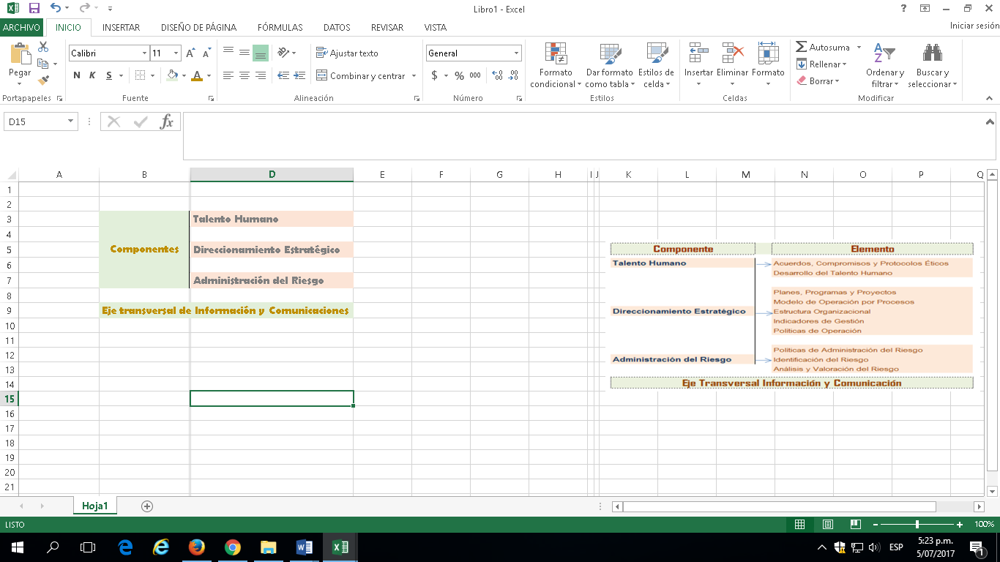 Libro1 - Excel
ARCHIVO INICIO INSERTAR DISEÑO DE PÁGINA FÓRMULAS DATOS REVISAR VISTA Iniciar sesión
Pegar
Portapapeles
Calibri 11
N K S
Fuente
Ajustar texto
Combinar y centrar
Alineación
General
$ % 000
Número
Formato condicional
Dar formato como tabla
Estilos de celda
Estilos
Insertar Eliminar Formato
Celdas
Autosuma
Rellenar
Borrar
Ordenar y filtrar
Buscar y seleccionar
Modificar
D15
fx
A B D E F G H I J K L M N O P Q
1
2
3 Talento Humano
4
5 Componentes Direccionamiento Estratégico
6
7 Administración del Riesgo
8
9 Eje transversal de Información y Comunicaciones
10
11
12
13
14
15
16
17
18
19
20
21
Componente Elemento
Talento Humano Acuerdos, Compromisos y Protocolos Éticos
Desarrollo del Talento Humano
Planes, Programas y Proyectos
Modelo de Operación por Procesos
Direccionamiento Estratégico Estructura Organizacional
Indicadores de Gestión
Políticas de Operación
Políticas de Administración del Riesgo
Administración del Riesgo Identificación del Riesgo
Análisis y Valoración del Riesgo
Eje Transversal Información y Comunicación
Hoja1
LISTO 100%
ESP
5:23 p.m.
5/07/2017
1